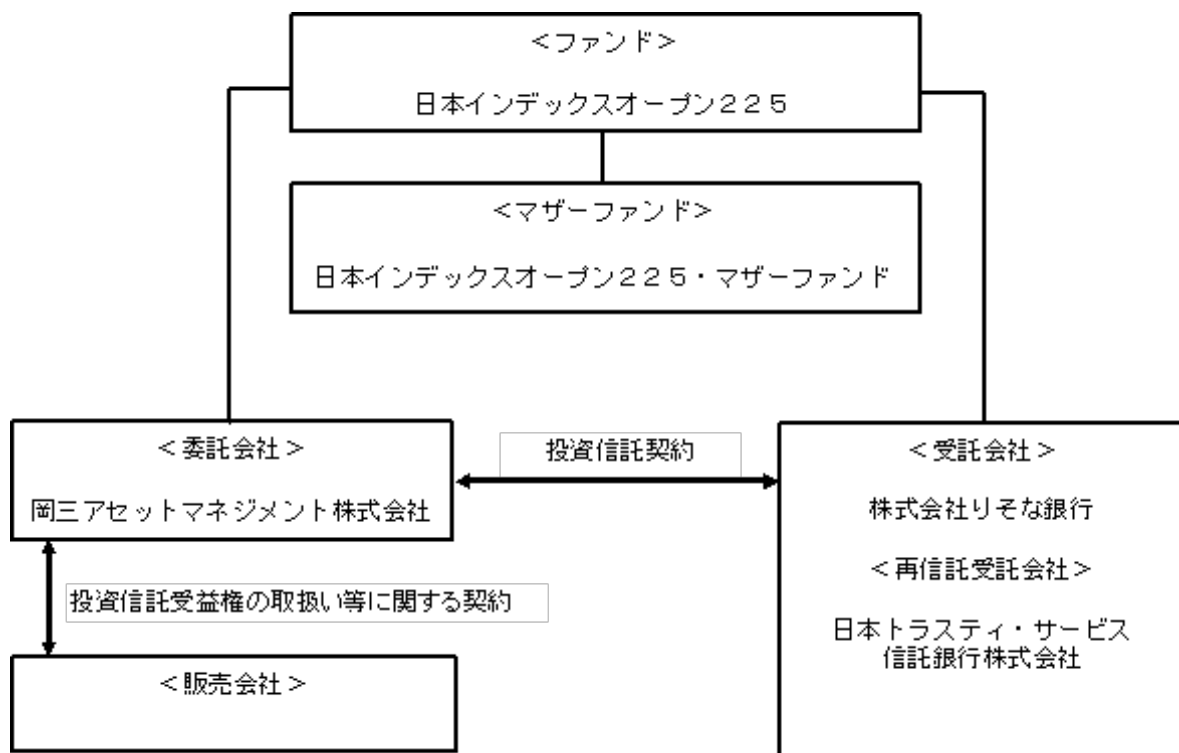 ＜ファンド＞
日本インデックスオープン２２５
＜マザーファンド＞
日本インデックスオープン２２５・マザーファンド
＜委託会社＞
岡三アセットマネジメント株式会社
投資信託契約
＜受託会社＞
株式会社りそな銀行
＜再信託受託会社＞
日本トラスティ・サービス
信託銀行株式会社
投資信託受益権の取扱い等に関する契約
＜販売会社＞